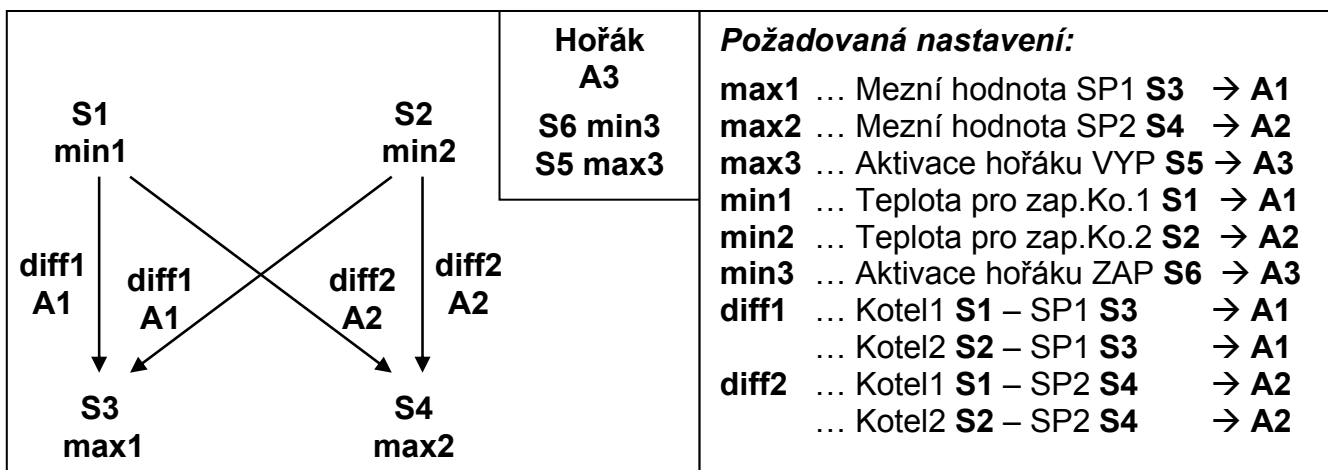 S1
min1
S2
min2
diff1
A1
diff1
A1
diff2
A2
diff2
A2
S3
max1
S4
max2
Hořák
A3
S6 min3
S5 max3
Požadovaná nastavení:
max1 … Mezní hodnota SP1 S3 → A1
max2 … Mezní hodnota SP2 S4 → A2
max3 … Aktivace hořáku VYP S5 → A3
min1 … Teplota pro zap.Ko.1 S1 → A1
min2 … Teplota pro zap.Ko.2 S2 → A2
min3 … Aktivace hořáku ZAP S6 → A3
diff1 … Kotel1 S1 – SP1 S3 → A1
… Kotel2 S2 – SP1 S3 → A1
diff2 … Kotel1 S1 – SP2 S4 → A2
… Kotel2 S2 – SP2 S4 → A2